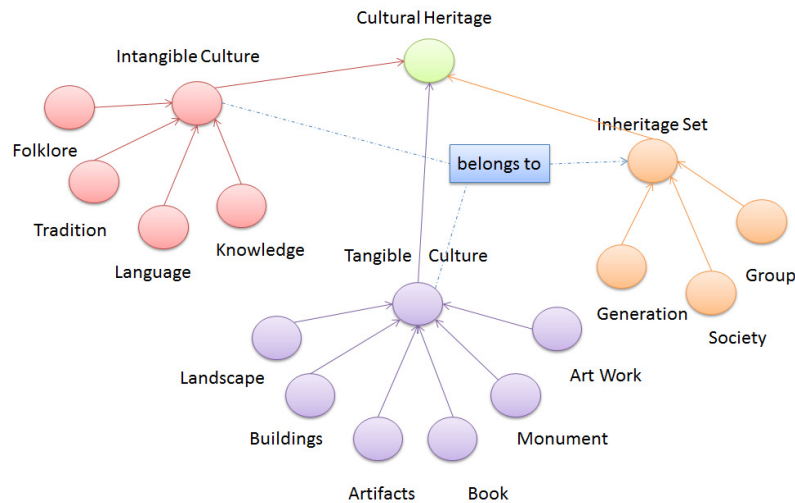 Cultural Heritage
Intangible Culture
Inheritage Set
Folklore
belongs to
Tradition
Knowledge
Language
Tangible Culture
Group
Generation
Society
Landscape
Art Work
Buildings
Monument
Artifacts
Book